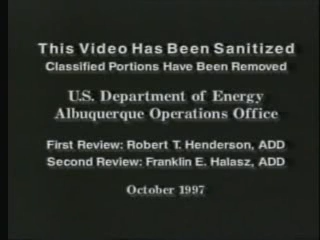 This Video Has Been Sanitized
Classified Portions Have Been Removed
U.S. Department of Energy
Albuquerque Operations Office
First Review: Robert T. Henderson, ADD
Second Review: Franklin E. Halasz, ADD
October 1997